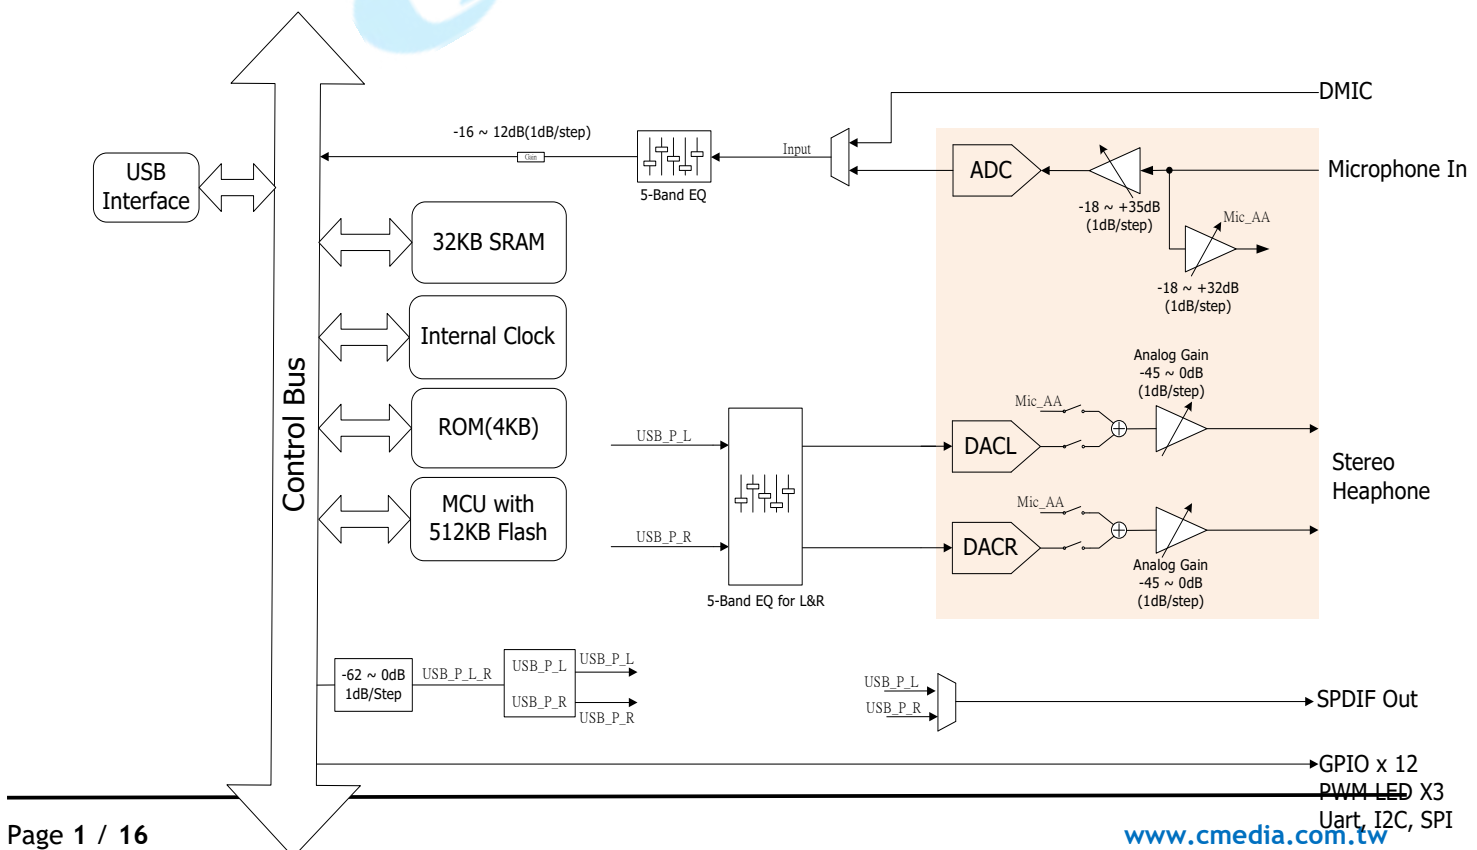 DMIC
-16 ~ 12dB(1dB/step)
Gain
5-Band EQ
Input
ADC
Microphone In
-18 ~ +35dB
(1dB/step)
Mic_AA
-18 ~ +32dB
(1dB/step)
USB
Interface
32KB SRAM
Internal Clock
ROM(4KB)
MCU with
512KB Flash
Control Bus
Analog Gain
-45 ~ 0dB
(1dB/step)
Mic_AA
USB_P_L
DACL
Stereo
Heaphone
Mic_AA
USB_P_R
DACR
Analog Gain
-45 ~ 0dB
(1dB/step)
5-Band EQ for L&R
-62 ~ 0dB
1dB/Step
USB_P_L_R
USB_P_L
USB_P_R
USB_P_L
USB_P_R
USB_P_L
USB_P_R
SPDIF Out
GPIO x 12
PWM LED X3
Uart, I2C, SPI
Page 1 / 16
www.cmedia.com.tw